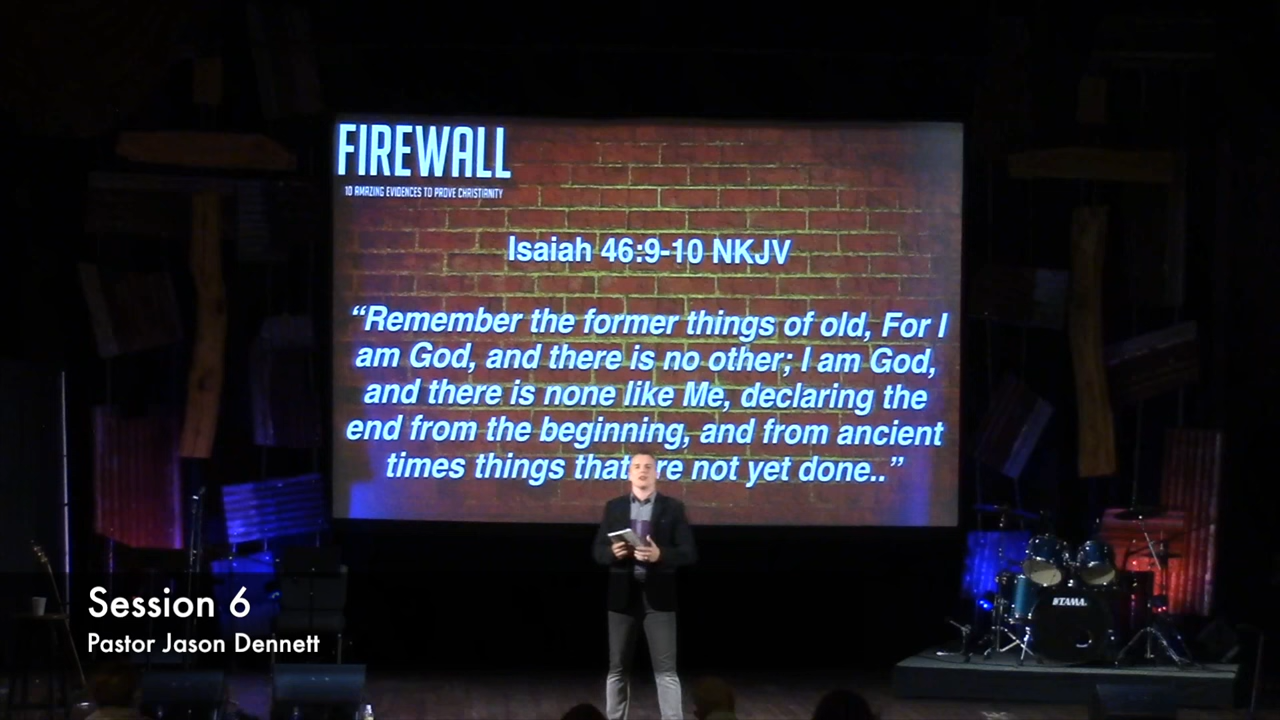 FIREWALL
10 AMAZING EVIDENCES TO PROVE CHRISTIANITY
Isaiah 46:9-10 NKJV
“Remember the former things of old, For I
am God, and there is no other; I am God,
and there is none like Me, declaring the
end from the beginning, and from ancient
times things that re not yet done..”
Session 6
Pastor Jason Dennett
TAMA